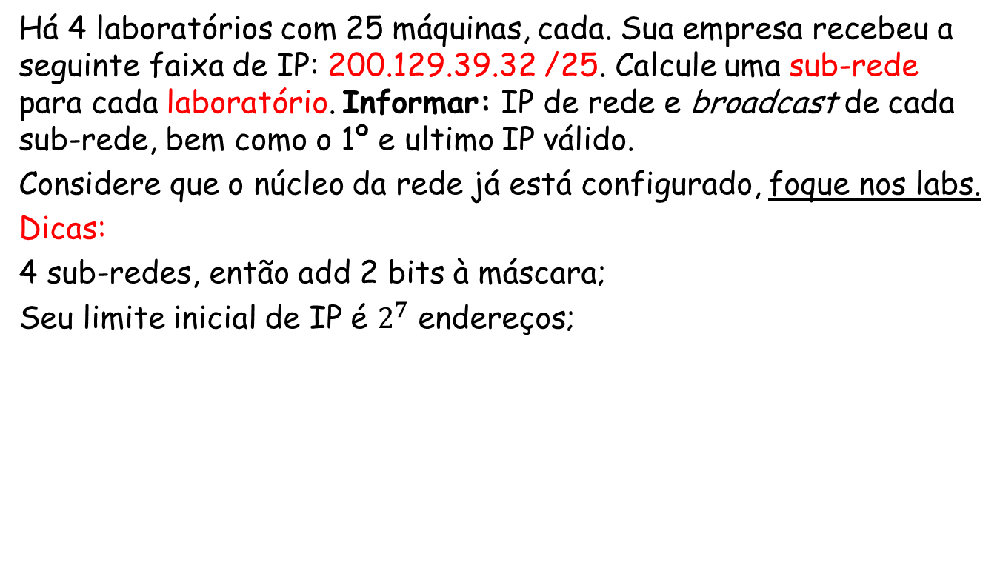 Há 4 laboratórios com 25 máquinas, cada. Sua empresa recebeu a
seguinte faixa de IP: 200.129.39.32 /25. Calcule uma sub-rede
para cada laboratório. Informar: IP de rede e broadcast de cada
sub-rede, bem como o 1º e ultimo IP válido.
Considere que o núcleo da rede já está configurado, foque nos labs.
Dicas:
4 sub-redes, então add 2 bits à máscara;
Seu limite inicial de IP é 2⁷ endereços;